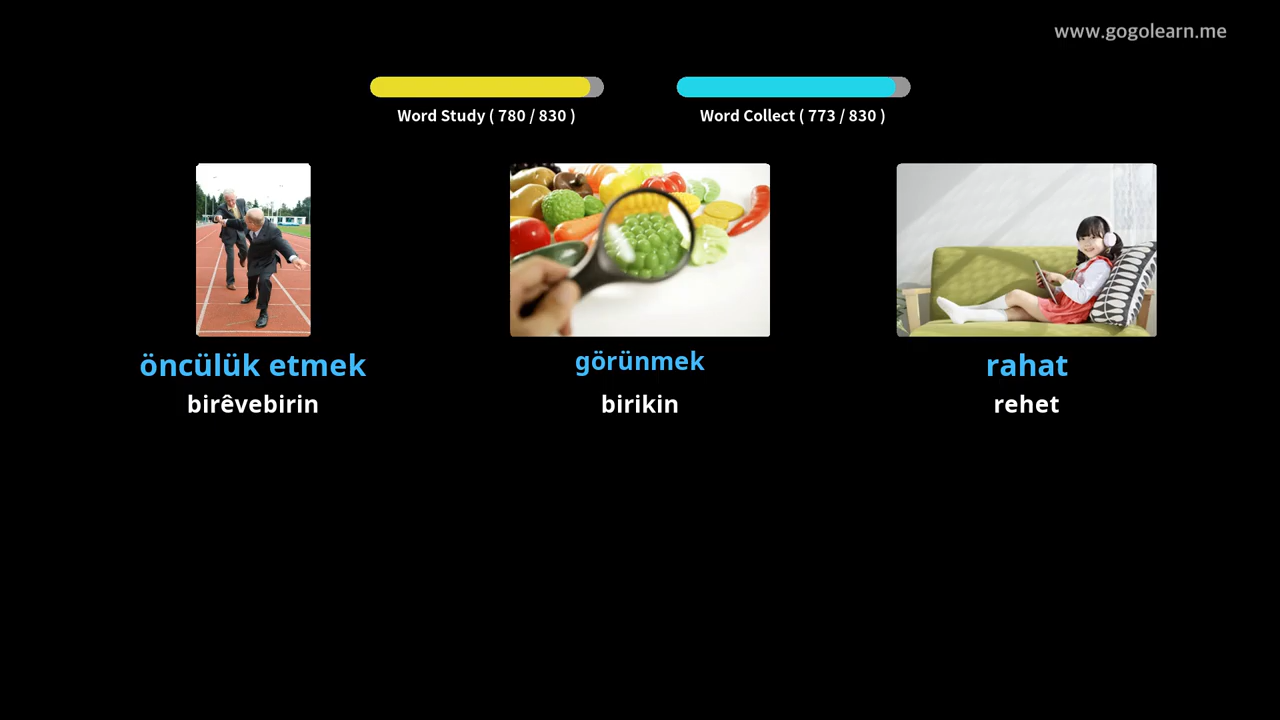 www.gogolearn.me
Word Study ( 780 / 830 )
Word Collect ( 773 / 830 )
öncülük etmek
birêvebirin
görünmek
birikin
rahat
rehet